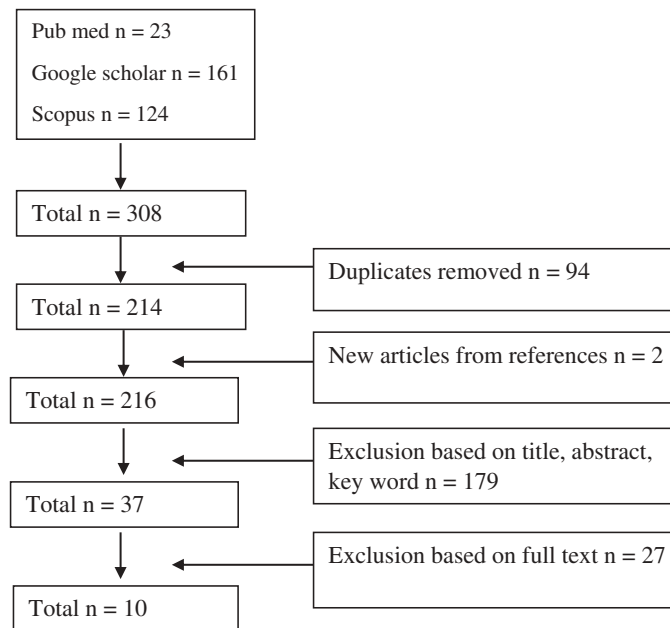 Pub med n = 23
Google scholar n = 161
Scopus n = 124
Total n = 308
Duplicates removed n = 94
Total n = 214
New articles from references n = 2
Total n = 216
Exclusion based on title, abstract,
key word n = 179
Total n = 37
Exclusion based on full text n = 27
Total n = 10